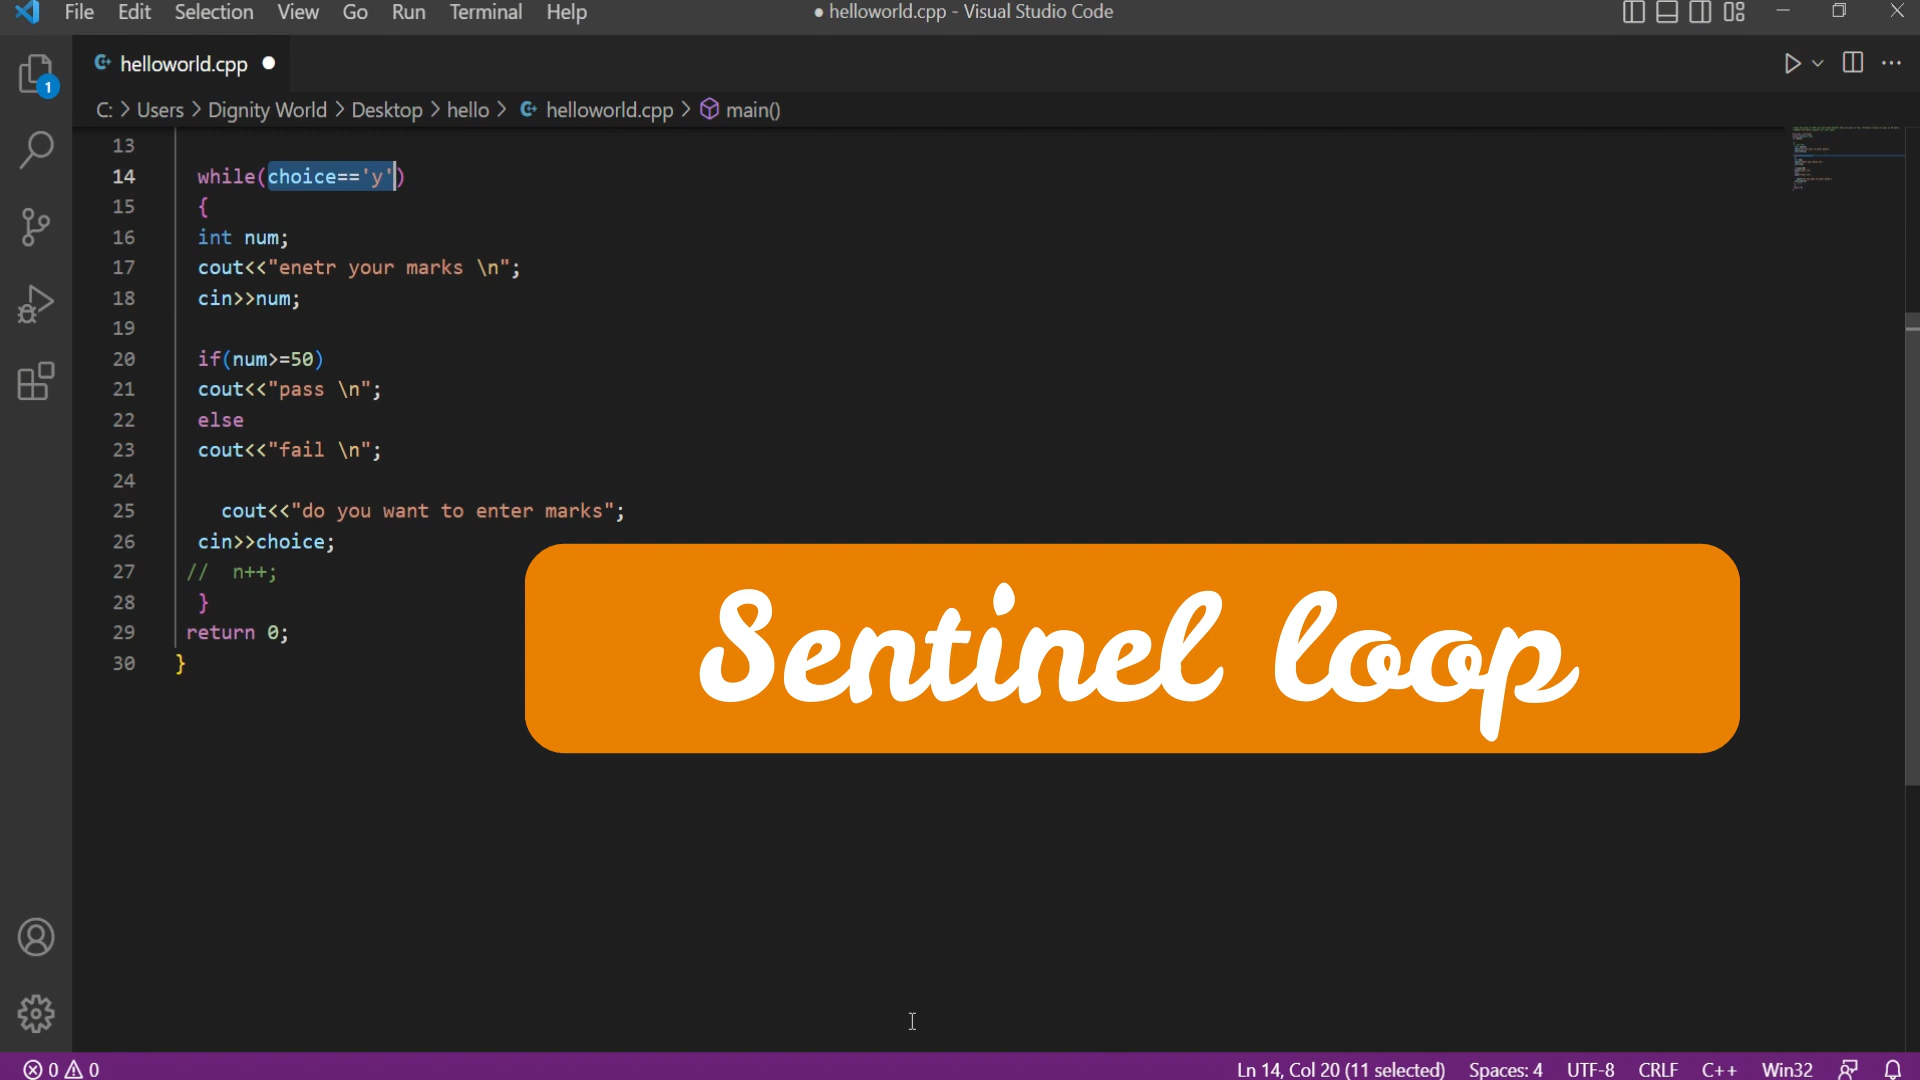 File Edit Selection View Go Run Terminal Help ● helloworld.cpp - Visual Studio Code
helloworld.cpp ●
C: > Users > Dignity World > Desktop > hello > helloworld.cpp > main()
1
13
14 while(choice=='y')
15 {
16 int num;
17 cout<<"enetr your marks \n";
18 cin>>num;
19
20 if(num>=50)
21 cout<<"pass \n";
22 else
23 cout<<"fail \n";
24
25 cout<<"do you want to enter marks";
26 cin>>choice;
27 // n++;
28 }
29 return 0;
30 }
Sentinel loop
0 0 Ln 14, Col 20 (11 selected) Spaces: 4 UTF-8 CRLF C++ Win32